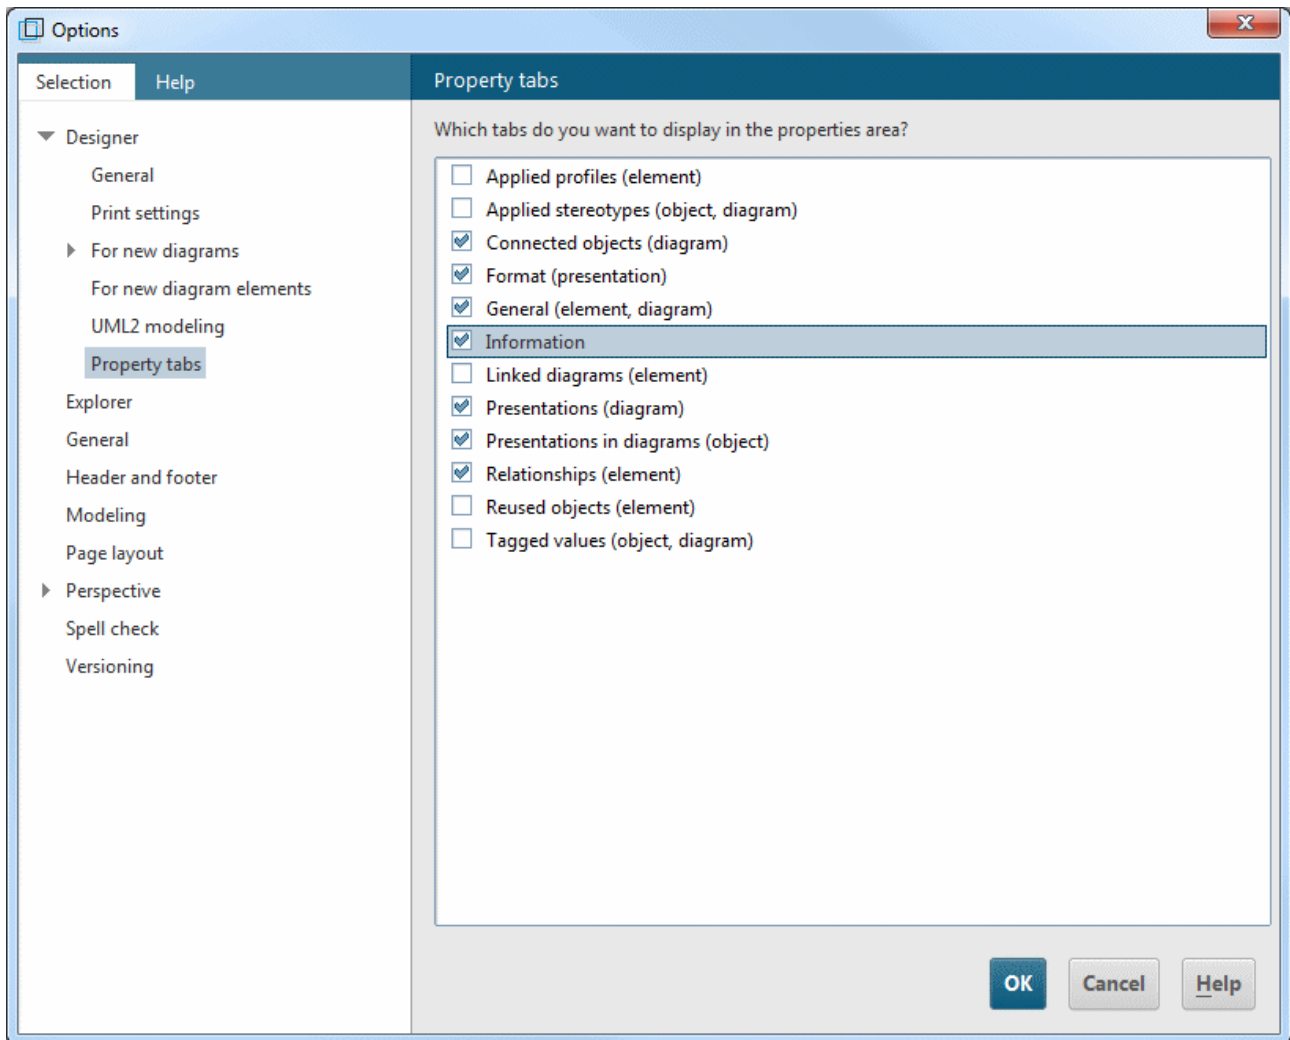 Options
Selection
Help
Property tabs
Designer
General
Print settings
For new diagrams
For new diagram elements
UML2 modeling
Property tabs
Explorer
General
Header and footer
Modeling
Page layout
Perspective
Spell check
Versioning
Which tabs do you want to display in the properties area?
Applied profiles (element)
Applied stereotypes (object, diagram)
Connected objects (diagram)
Format (presentation)
General (element, diagram)
Information
Linked diagrams (element)
Presentations (diagram)
Presentations in diagrams (object)
Relationships (element)
Reused objects (element)
Tagged values (object, diagram)
OK
Cancel
Help